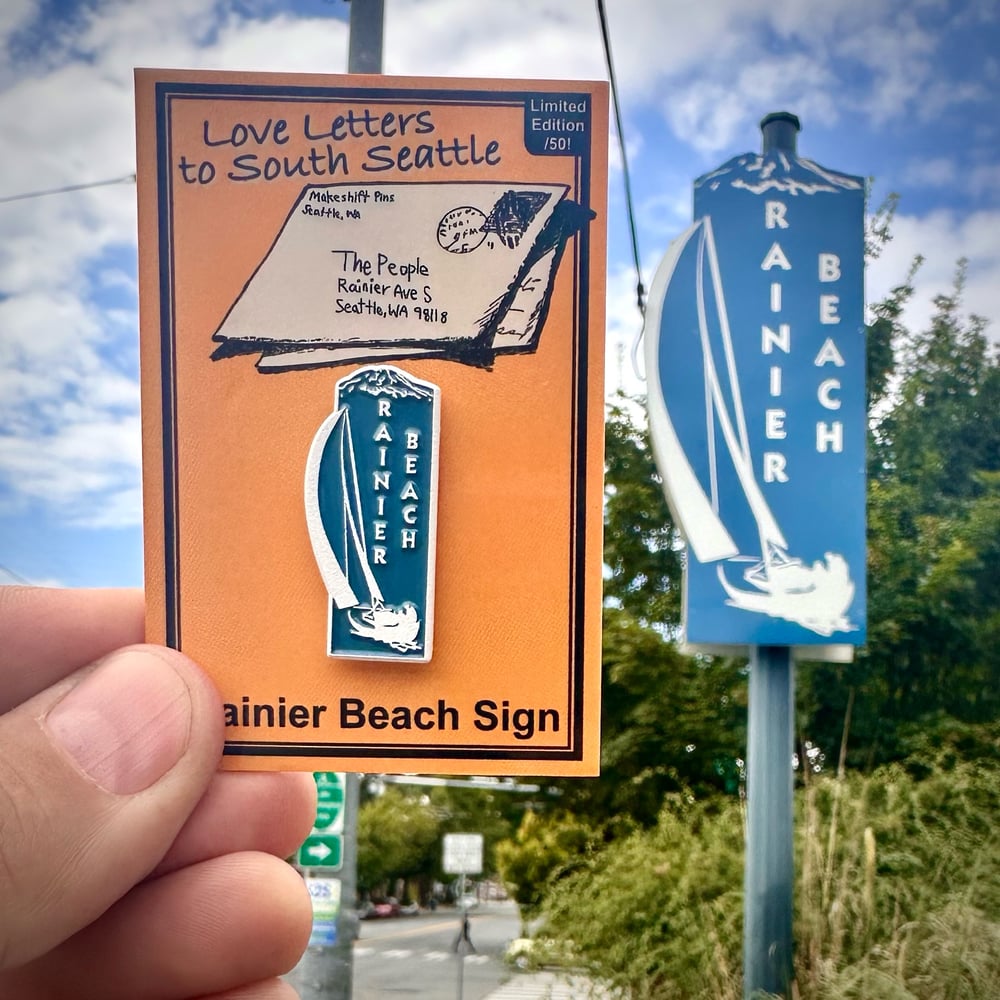 Love Letters
to South Seattle
Limited
Edition
/50!
Makeshift Pins
Seattle, WA
The People
Rainier Ave S
Seattle, WA 98118
RAINIER
BEACH
ainier Beach Sign
RAINIER
BEACH